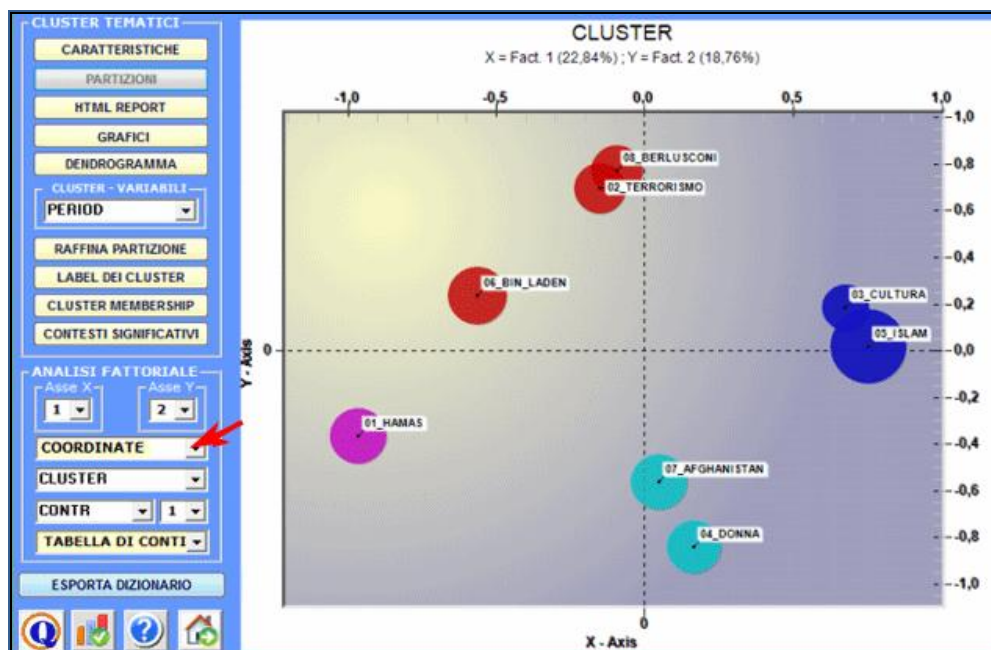 CLUSTER TEMATICI
CARATTERISTICHE
PARTIZIONI
HTML REPORT
GRAFICI
DENDROGRAMMA
CLUSTER - VARIABILI
PERIOD
RAFFINA PARTIZIONE
LABEL DEI CLUSTER
CLUSTER MEMBERSHIP
CONTESTI SIGNIFICATIVI
ANALISI FATTORIALE
Asse X
Asse Y
1
2
COORDINATE
CLUSTER
CONTR
1
TABELLA DI CONTI
ESPORTA DIZIONARIO
Q
?
CLUSTER
X = Fact. 1 (22,84%) ; Y = Fact. 2 (18,76%)
-1,0
-0,5
0,0
0,5
1,0
-1,0
-0,8
-0,6
-0,4
-0,2
-0,0
-0,2
-0,4
-0,6
-0,8
-1,0
08_BERLUSCONI
02_TERRORISMO
06_BIN_LADEN
03_CULTURA
05_ISLAM
01_HAMAS
07_AFGHANISTAN
04_DONNA
0
Y - Axis
0
X - Axis